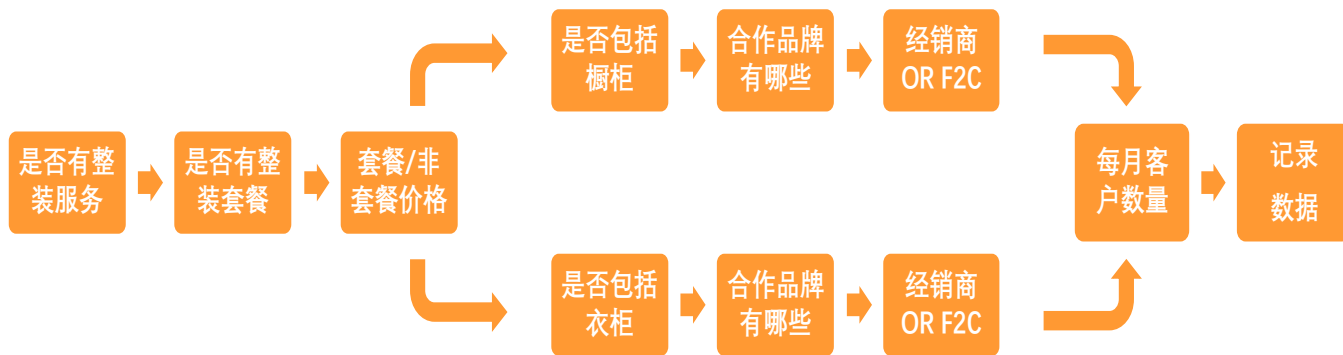 是否有整
装服务
是否有整
装套餐
套餐/非
套餐价格
是否包括
橱柜
合作品牌
有哪些
经销商
OR F2C
是否包括
衣柜
合作品牌
有哪些
经销商
OR F2C
每月客
户数量
记录
数据